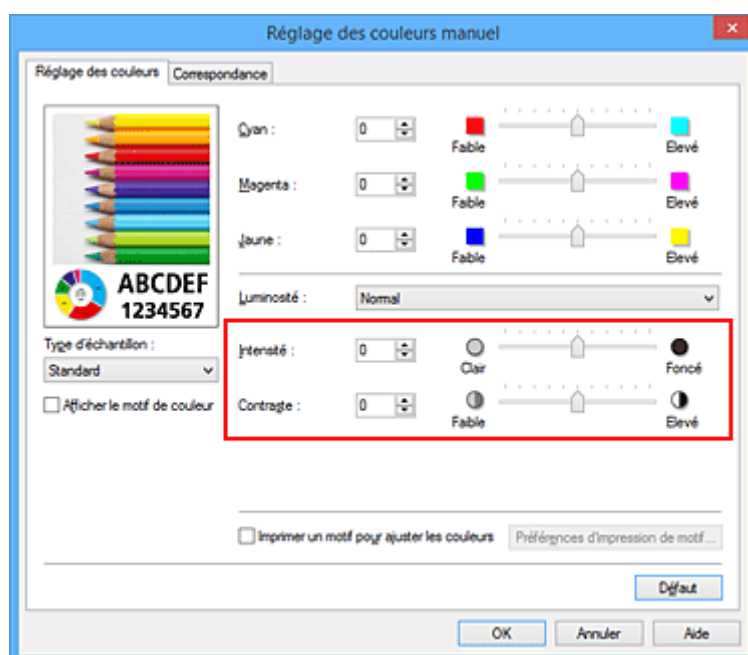 Réglage des couleurs manuel
Réglage des couleurs
Correspondance
ABCDEF
1234567
Type d'échantillon :
Standard
Afficher le motif de couleur
Cyan :
0
Faible
Elevé
Magenta :
0
Faible
Elevé
Jaune :
0
Faible
Elevé
Luminosité :
Normal
Intensité :
0
Clair
Foncé
Contraste :
0
Faible
Elevé
Imprimer un motif pour ajuster les couleurs
Préférences d'impression de motif...
Défaut
OK
Annuler
Aide